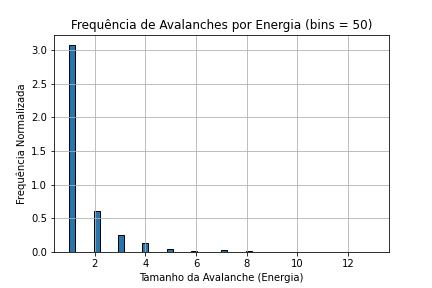 Frequência de Avalanches por Energia (bins = 50)
Frequência Normalizada
3.0
2.5
2.0
1.5
1.0
0.5
0.0
2 4 6 8 10 12
Tamanho da Avalanche (Energia)